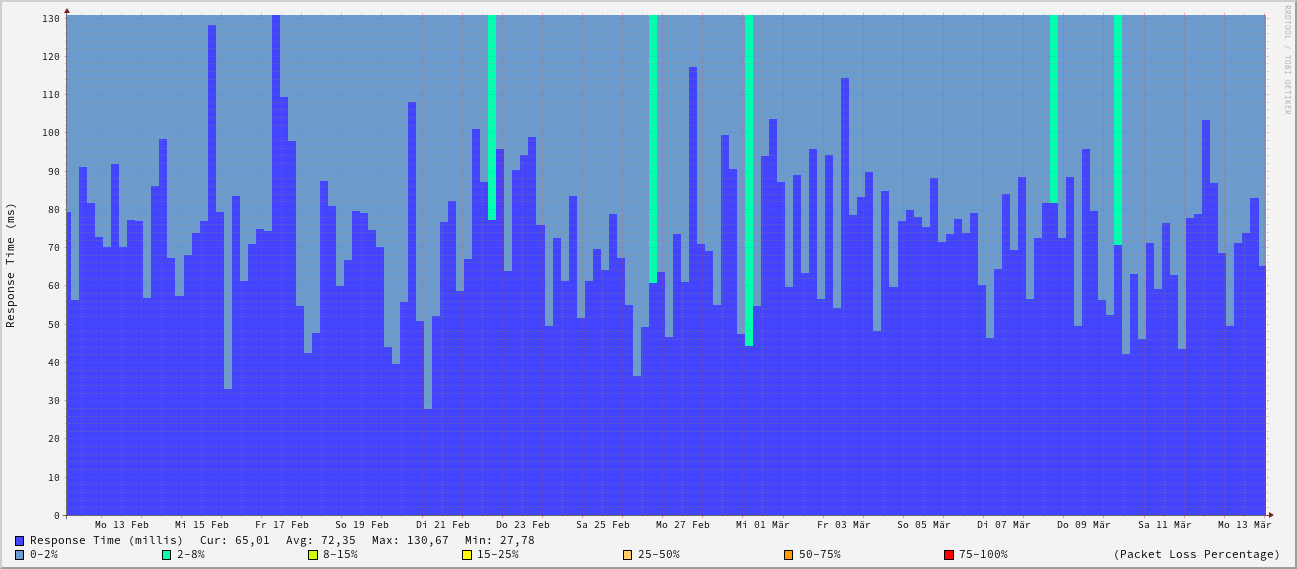 RRDTOOL / TOBI OETIKER
Response Time (ms)
130
120
110
100
90
80
70
60
50
40
30
20
10
0
Mo 13 Feb Mi 15 Feb Fr 17 Feb So 19 Feb Di 21 Feb Do 23 Feb Sa 25 Feb Mo 27 Feb Mi 01 Mär Fr 03 Mär So 05 Mär Di 07 Mär Do 09 Mär Sa 11 Mär Mo 13 Mär
Response Time (millis) Cur: 65,01 Avg: 72,35 Max: 130,67 Min: 27,78
0-2% 2-8% 8-15% 15-25% 25-50% 50-75% 75-100% (Packet Loss Percentage)